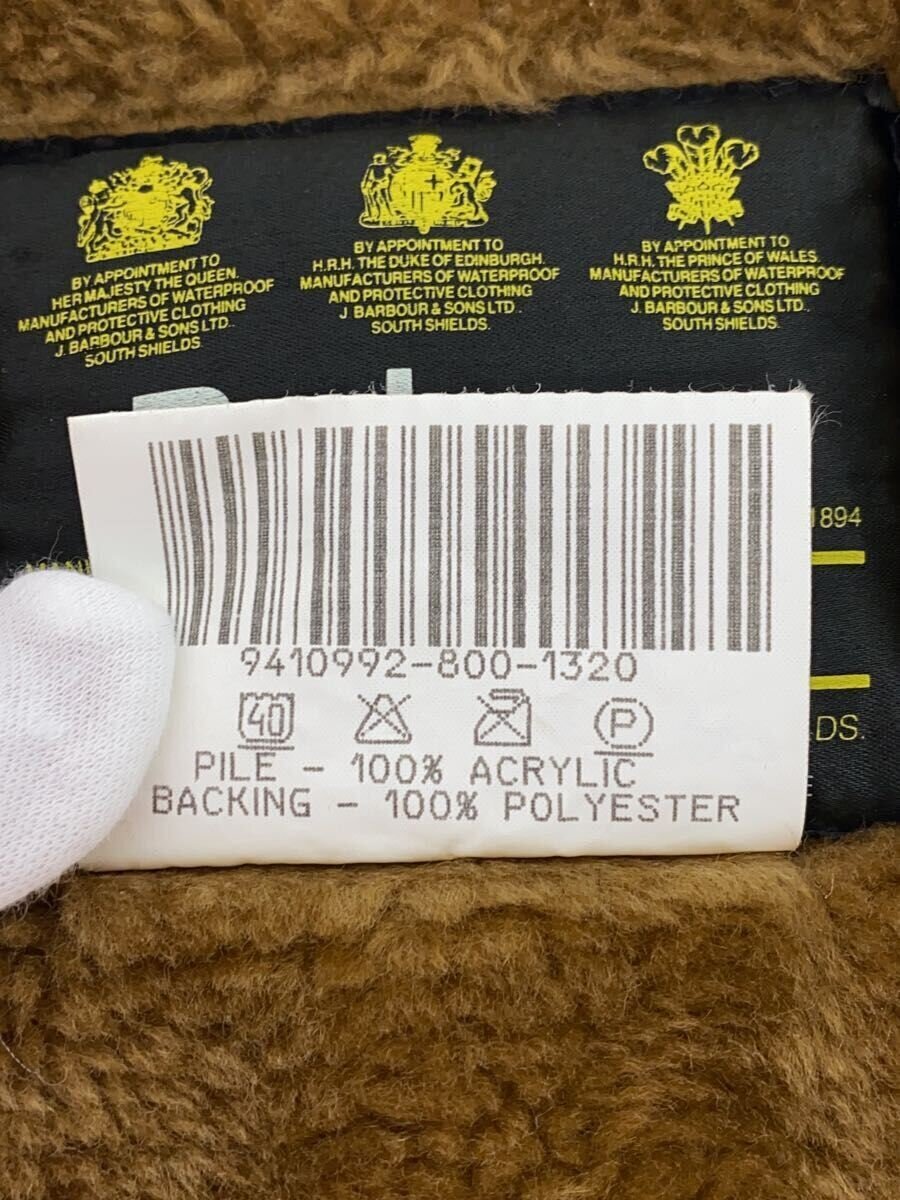 BY APPOINTMENT TO
HER MAJESTY THE QUEEN.
MANUFACTURERS OF WATERPROOF
AND PROTECTIVE CLOTHING
J. BARBOUR & SONS LTD.
SOUTH SHIELDS.
BY APPOINTMENT TO
H.R.H. THE DUKE OF EDINBURGH.
MANUFACTURERS OF WATERPROOF
AND PROTECTIVE CLOTHING
J. BARBOUR & SONS LTD.
SOUTH SHIELDS.
BY APPOINTMENT TO
H.R.H. THE PRINCE OF WALES.
MANUFACTURERS OF WATERPROOF
AND PROTECTIVE CLOTHING
J. BARBOUR & SONS LTD.
SOUTH SHIELDS.
1894
DS.
9410992-800-1320
40
P
PILE - 100% ACRYLIC
BACKING - 100% POLYESTER